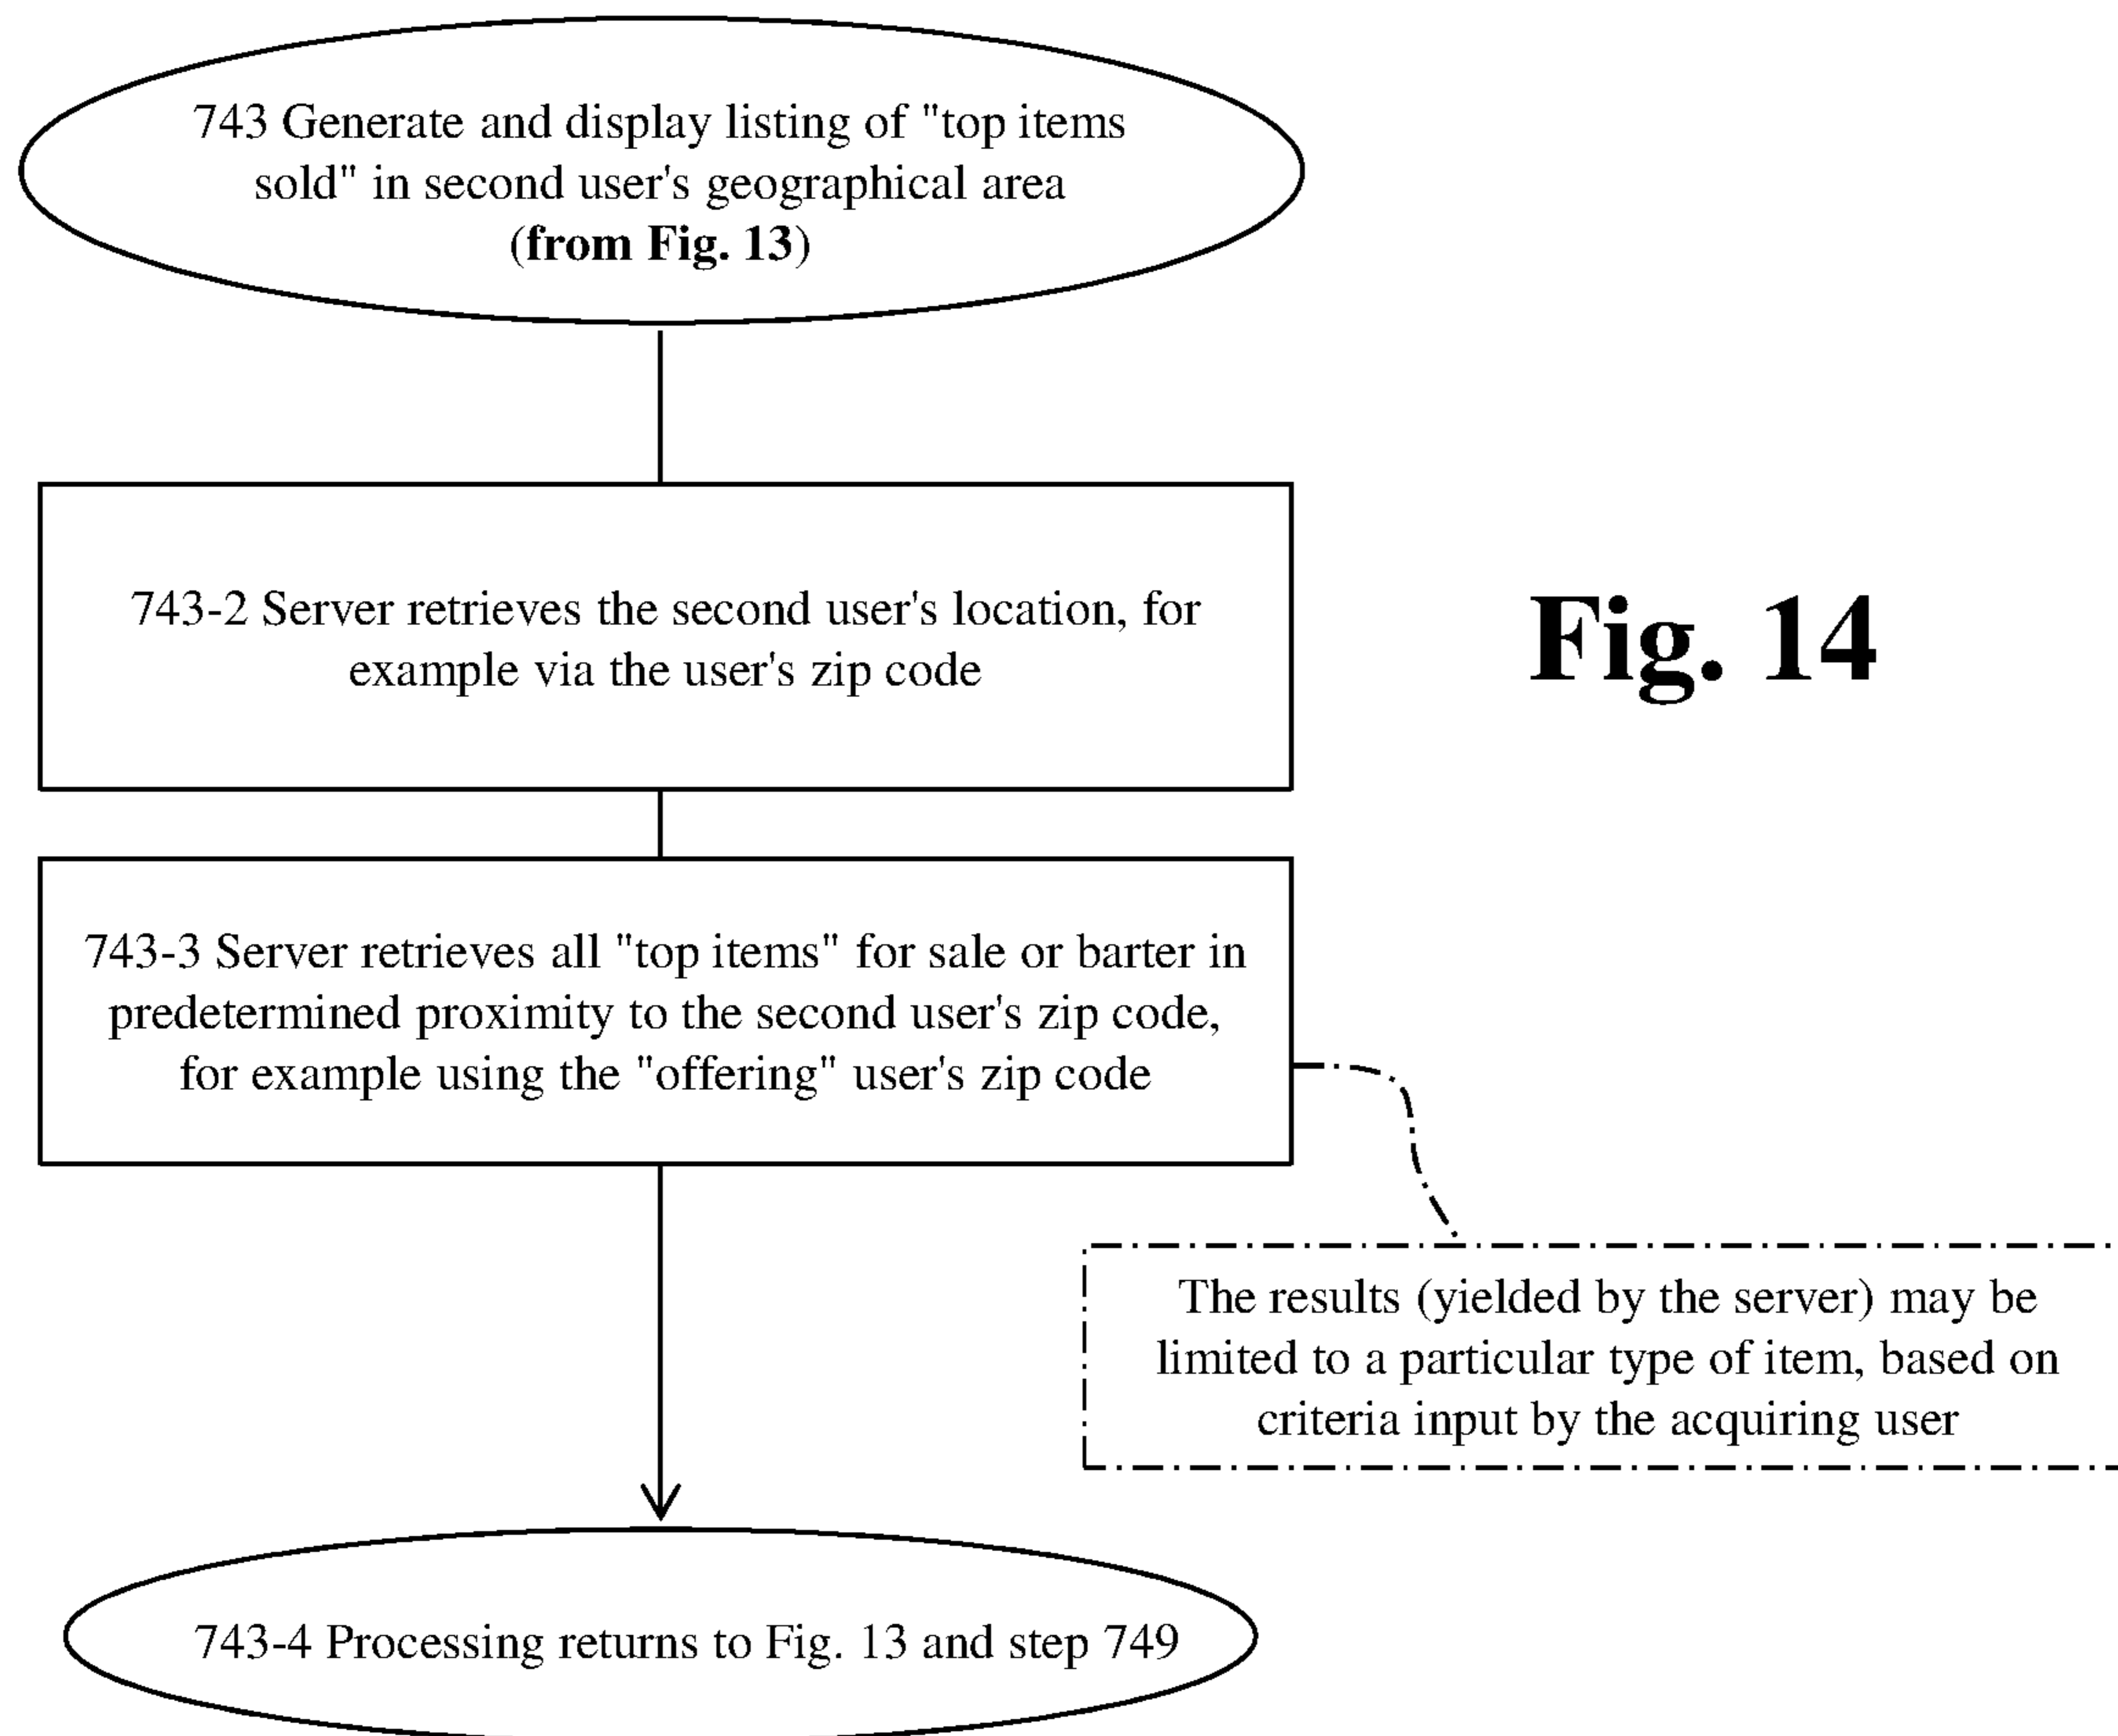 743 Generate and display listing of "top items
sold" in second user's geographical area
(from Fig. 13)
743-2 Server retrieves the second user's location, for
example via the user's zip code
Fig. 14
743-3 Server retrieves all "top items" for sale or barter in
predetermined proximity to the second user's zip code,
for example using the "offering" user's zip code
The results (yielded by the server) may be
limited to a particular type of item, based on
criteria input by the acquiring user
743-4 Processing returns to Fig. 13 and step 749